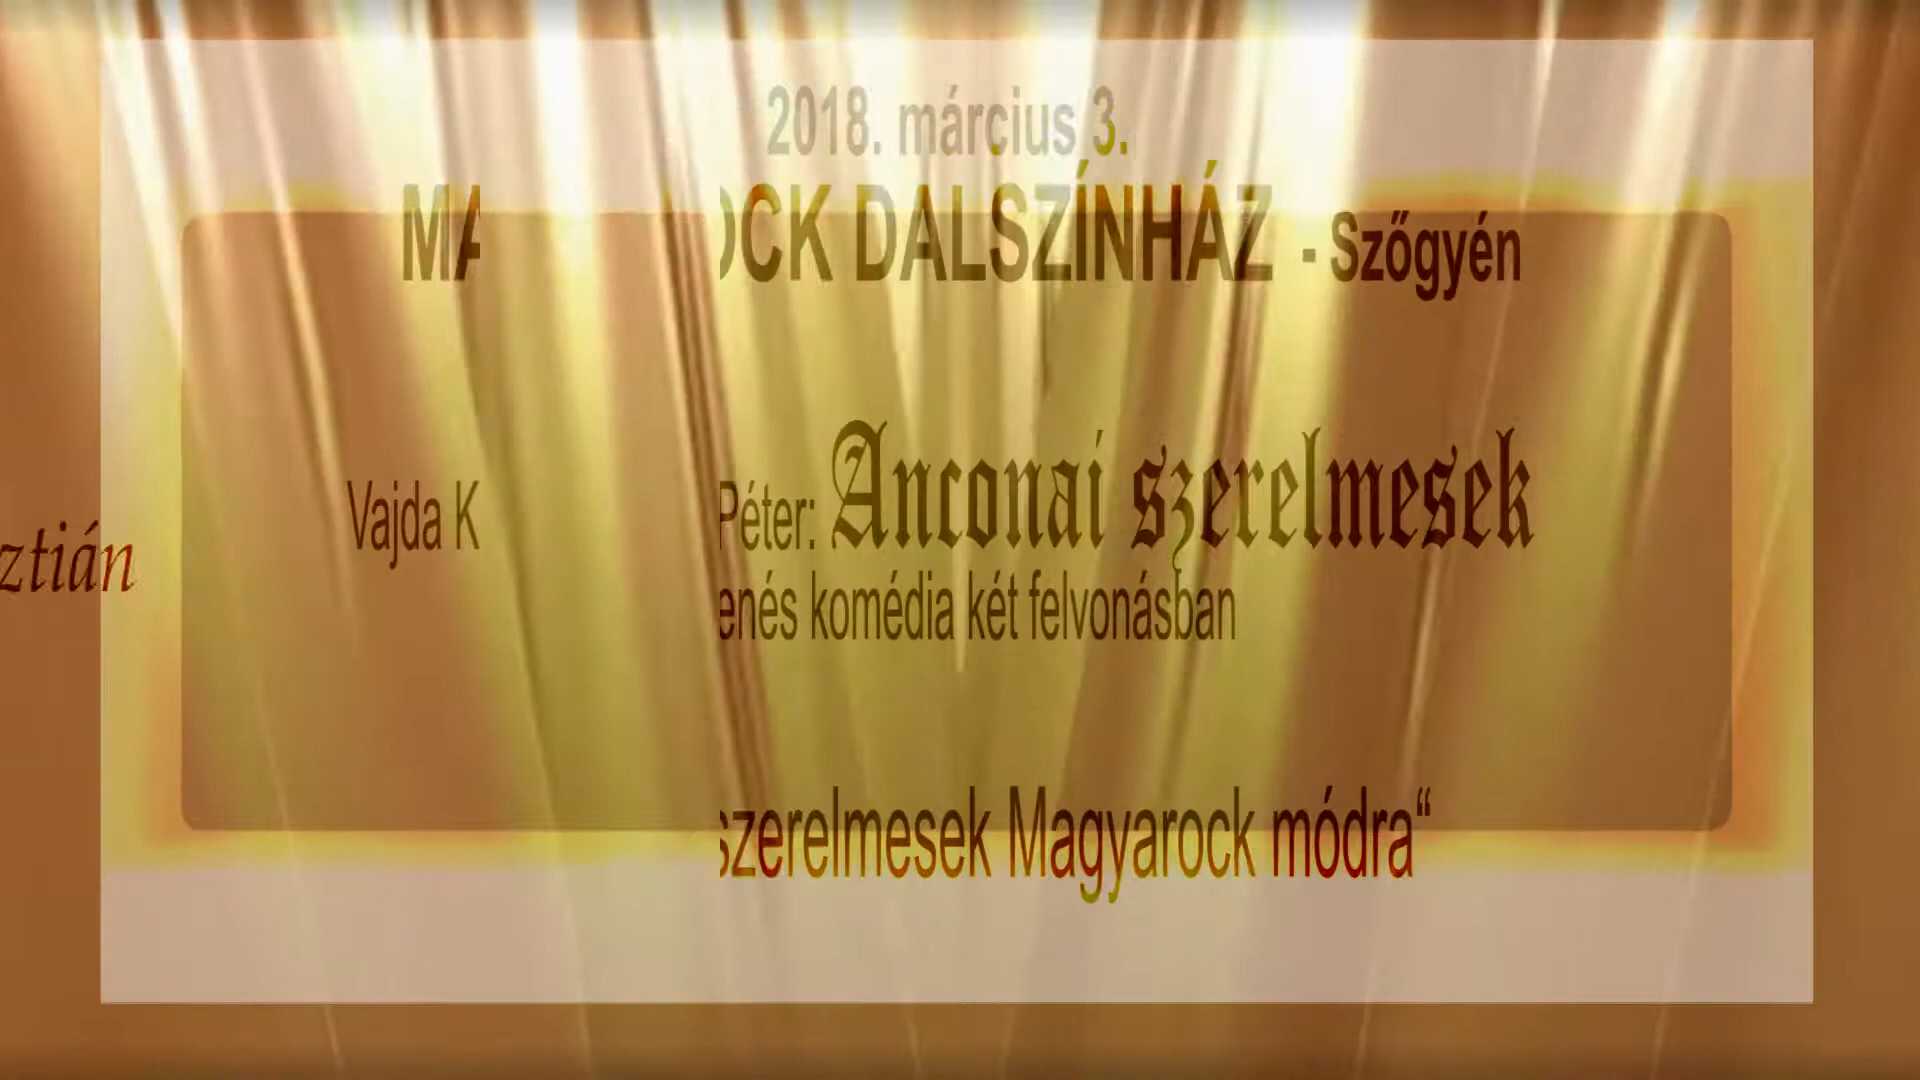 2018. március 3.
MA OCK DALSZÍNHÁZ - Szőgyén
Vajda K Péter: Anconai szerelmesek
enés komédia két felvonásban
ztián
szerelmesek Magyarock módra“